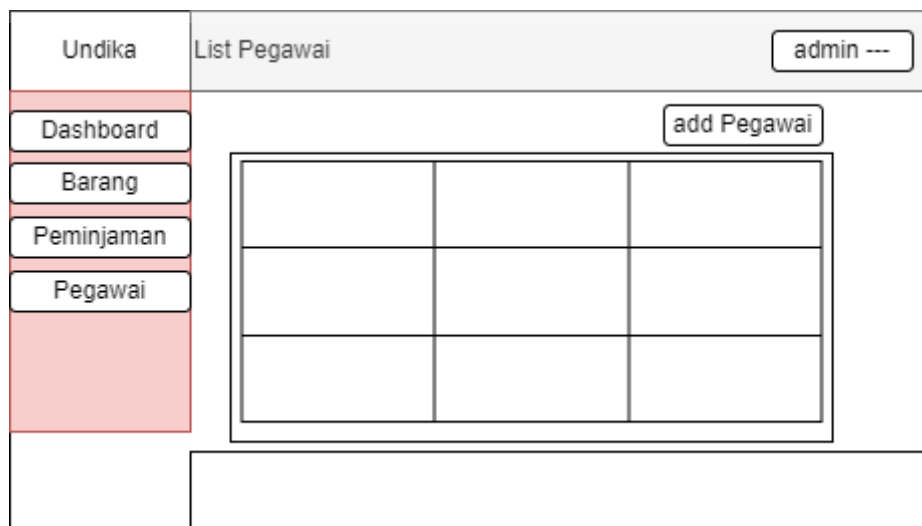 Undika
List Pegawai
admin ---
Dashboard
add Pegawai
Barang
Peminjaman
Pegawai